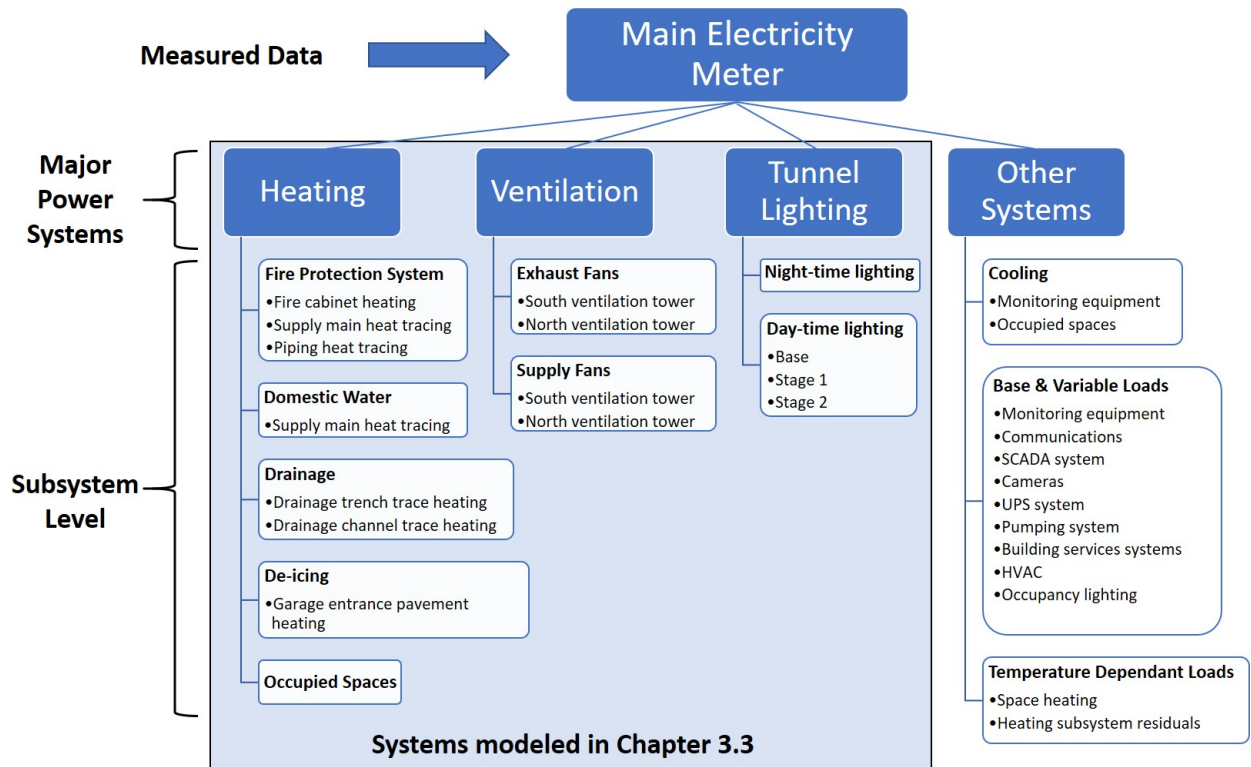 Measured Data
Main Electricity
Meter
Major
Power
Systems
Heating
Ventilation
Tunnel
Lighting
Other
Systems
Subsystem
Level
Fire Protection System
•Fire cabinet heating
•Supply main heat tracing
•Piping heat tracing
Domestic Water
•Supply main heat tracing
Drainage
•Drainage trench trace heating
•Drainage channel trace heating
De-icing
•Garage entrance pavement
heating
Occupied Spaces
Exhaust Fans
•South ventilation tower
•North ventilation tower
Supply Fans
•South ventilation tower
•North ventilation tower
Night-time lighting
Day-time lighting
•Base
•Stage 1
•Stage 2
Cooling
•Monitoring equipment
•Occupied spaces
Base & Variable Loads
•Monitoring equipment
•Communications
•SCADA system
•Cameras
•UPS system
•Pumping system
•Building services systems
•HVAC
•Occupancy lighting
Temperature Dependant Loads
•Space heating
•Heating subsystem residuals
Systems modeled in Chapter 3.3